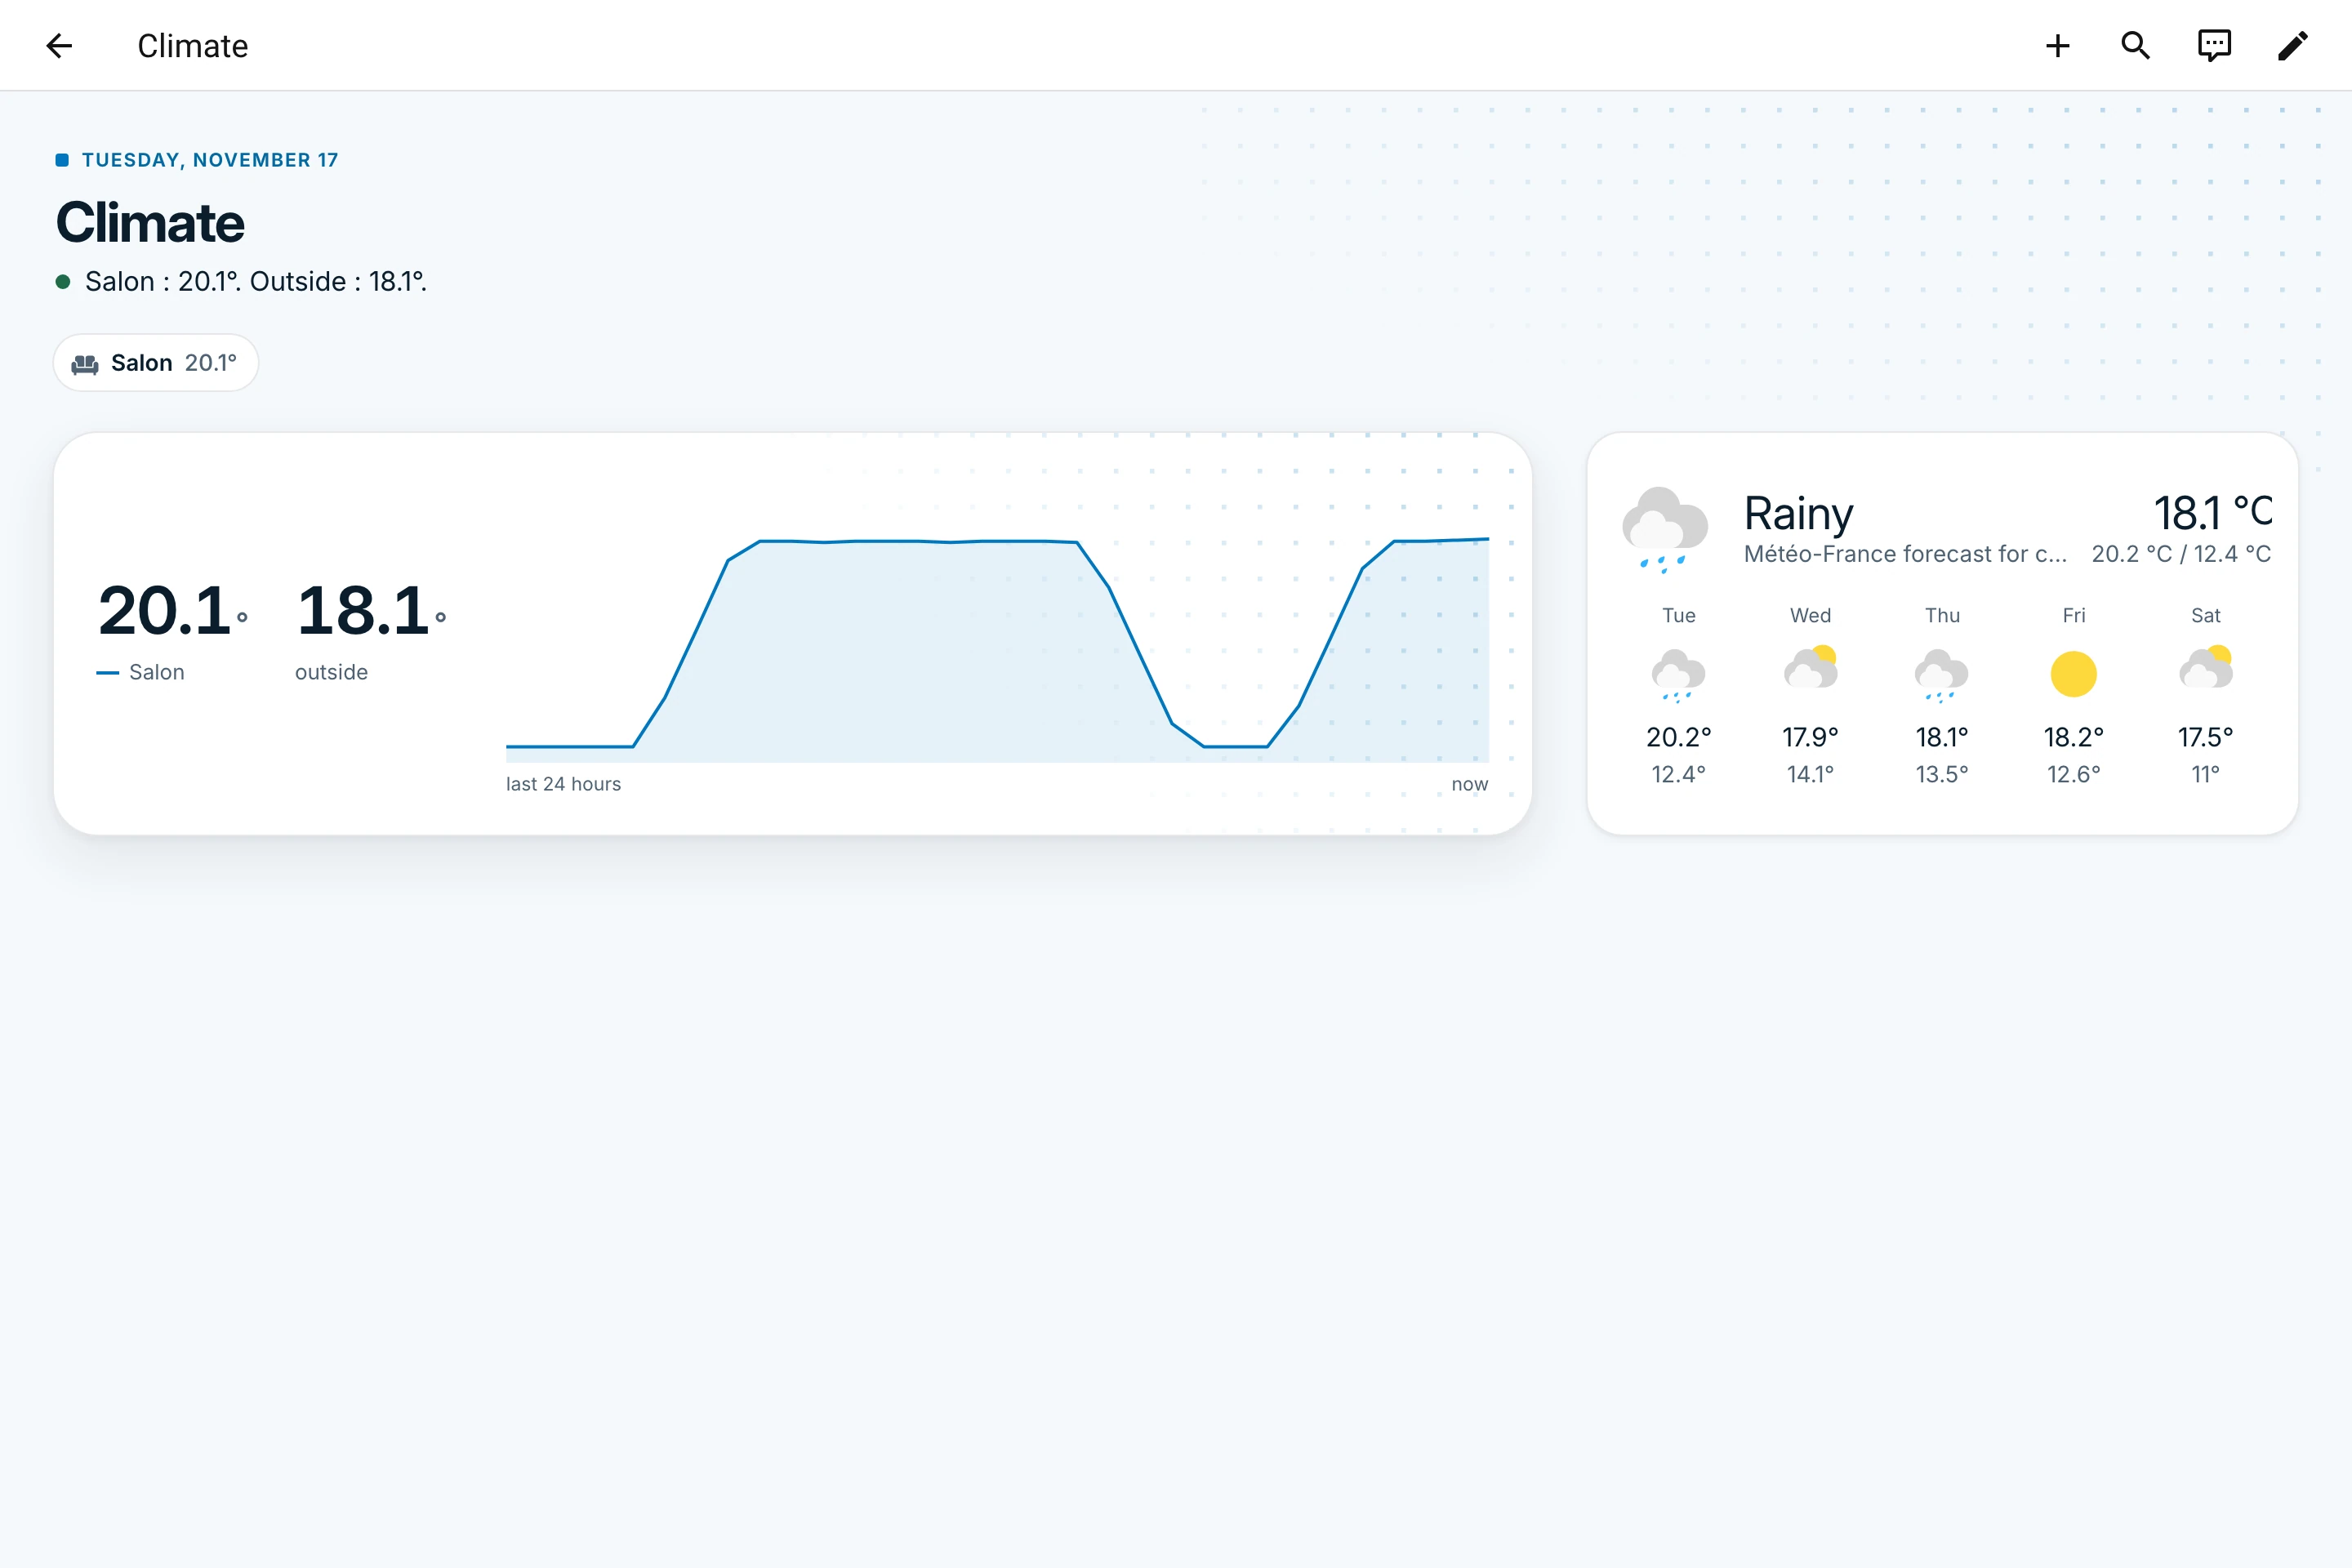 Climate
TUESDAY, NOVEMBER 17
Climate
Salon : 20.1°. Outside : 18.1°.
Salon 20.1°
20.1° 18.1°
Salon outside
last 24 hours now
Rainy 18.1 °C
Météo-France forecast for c... 20.2 °C / 12.4 °C
Tue Wed Thu Fri Sat
20.2° 17.9° 18.1° 18.2° 17.5°
12.4° 14.1° 13.5° 12.6° 11°